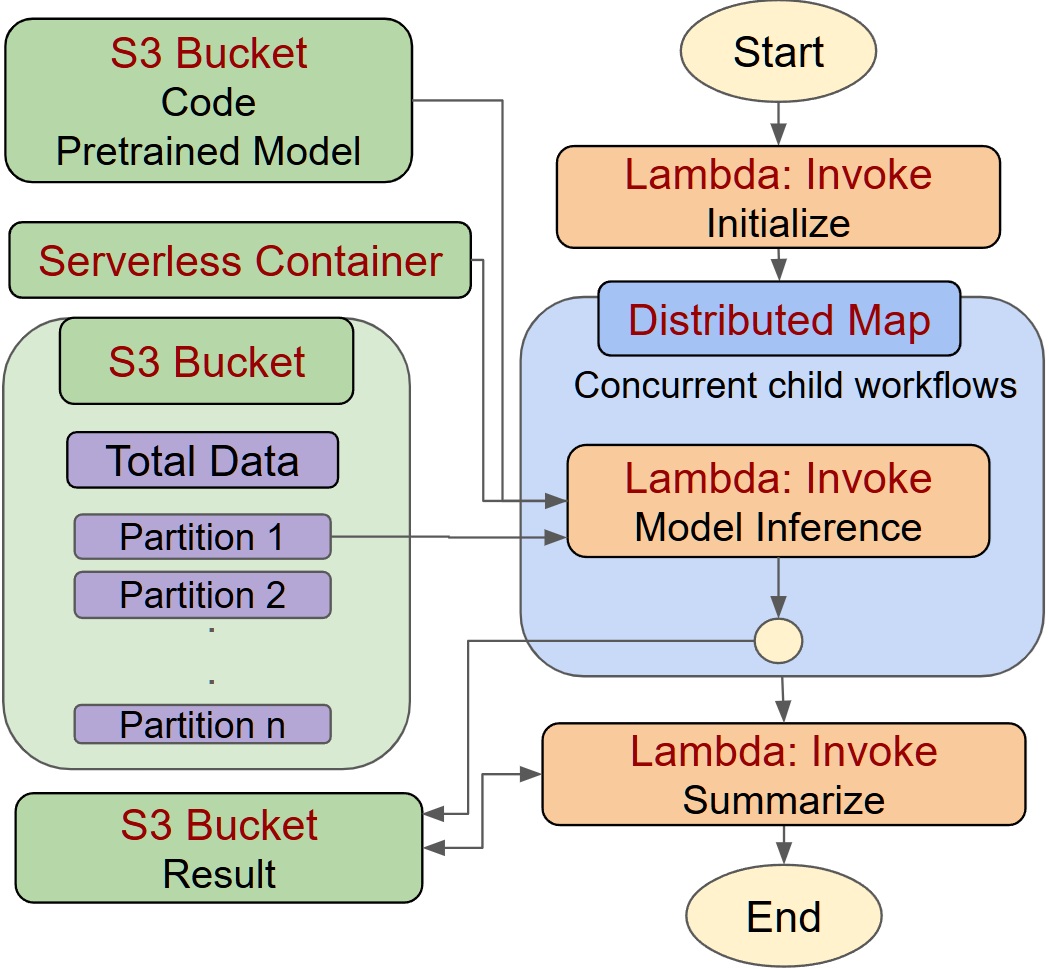 S3 Bucket
Code
Pretrained Model
Serverless Container
S3 Bucket
Total Data
Partition 1
Partition 2
.
.
Partition n
S3 Bucket
Result
Start
Lambda: Invoke
Initialize
Distributed Map
Concurrent child workflows
Lambda: Invoke
Model Inference
Lambda: Invoke
Summarize
End